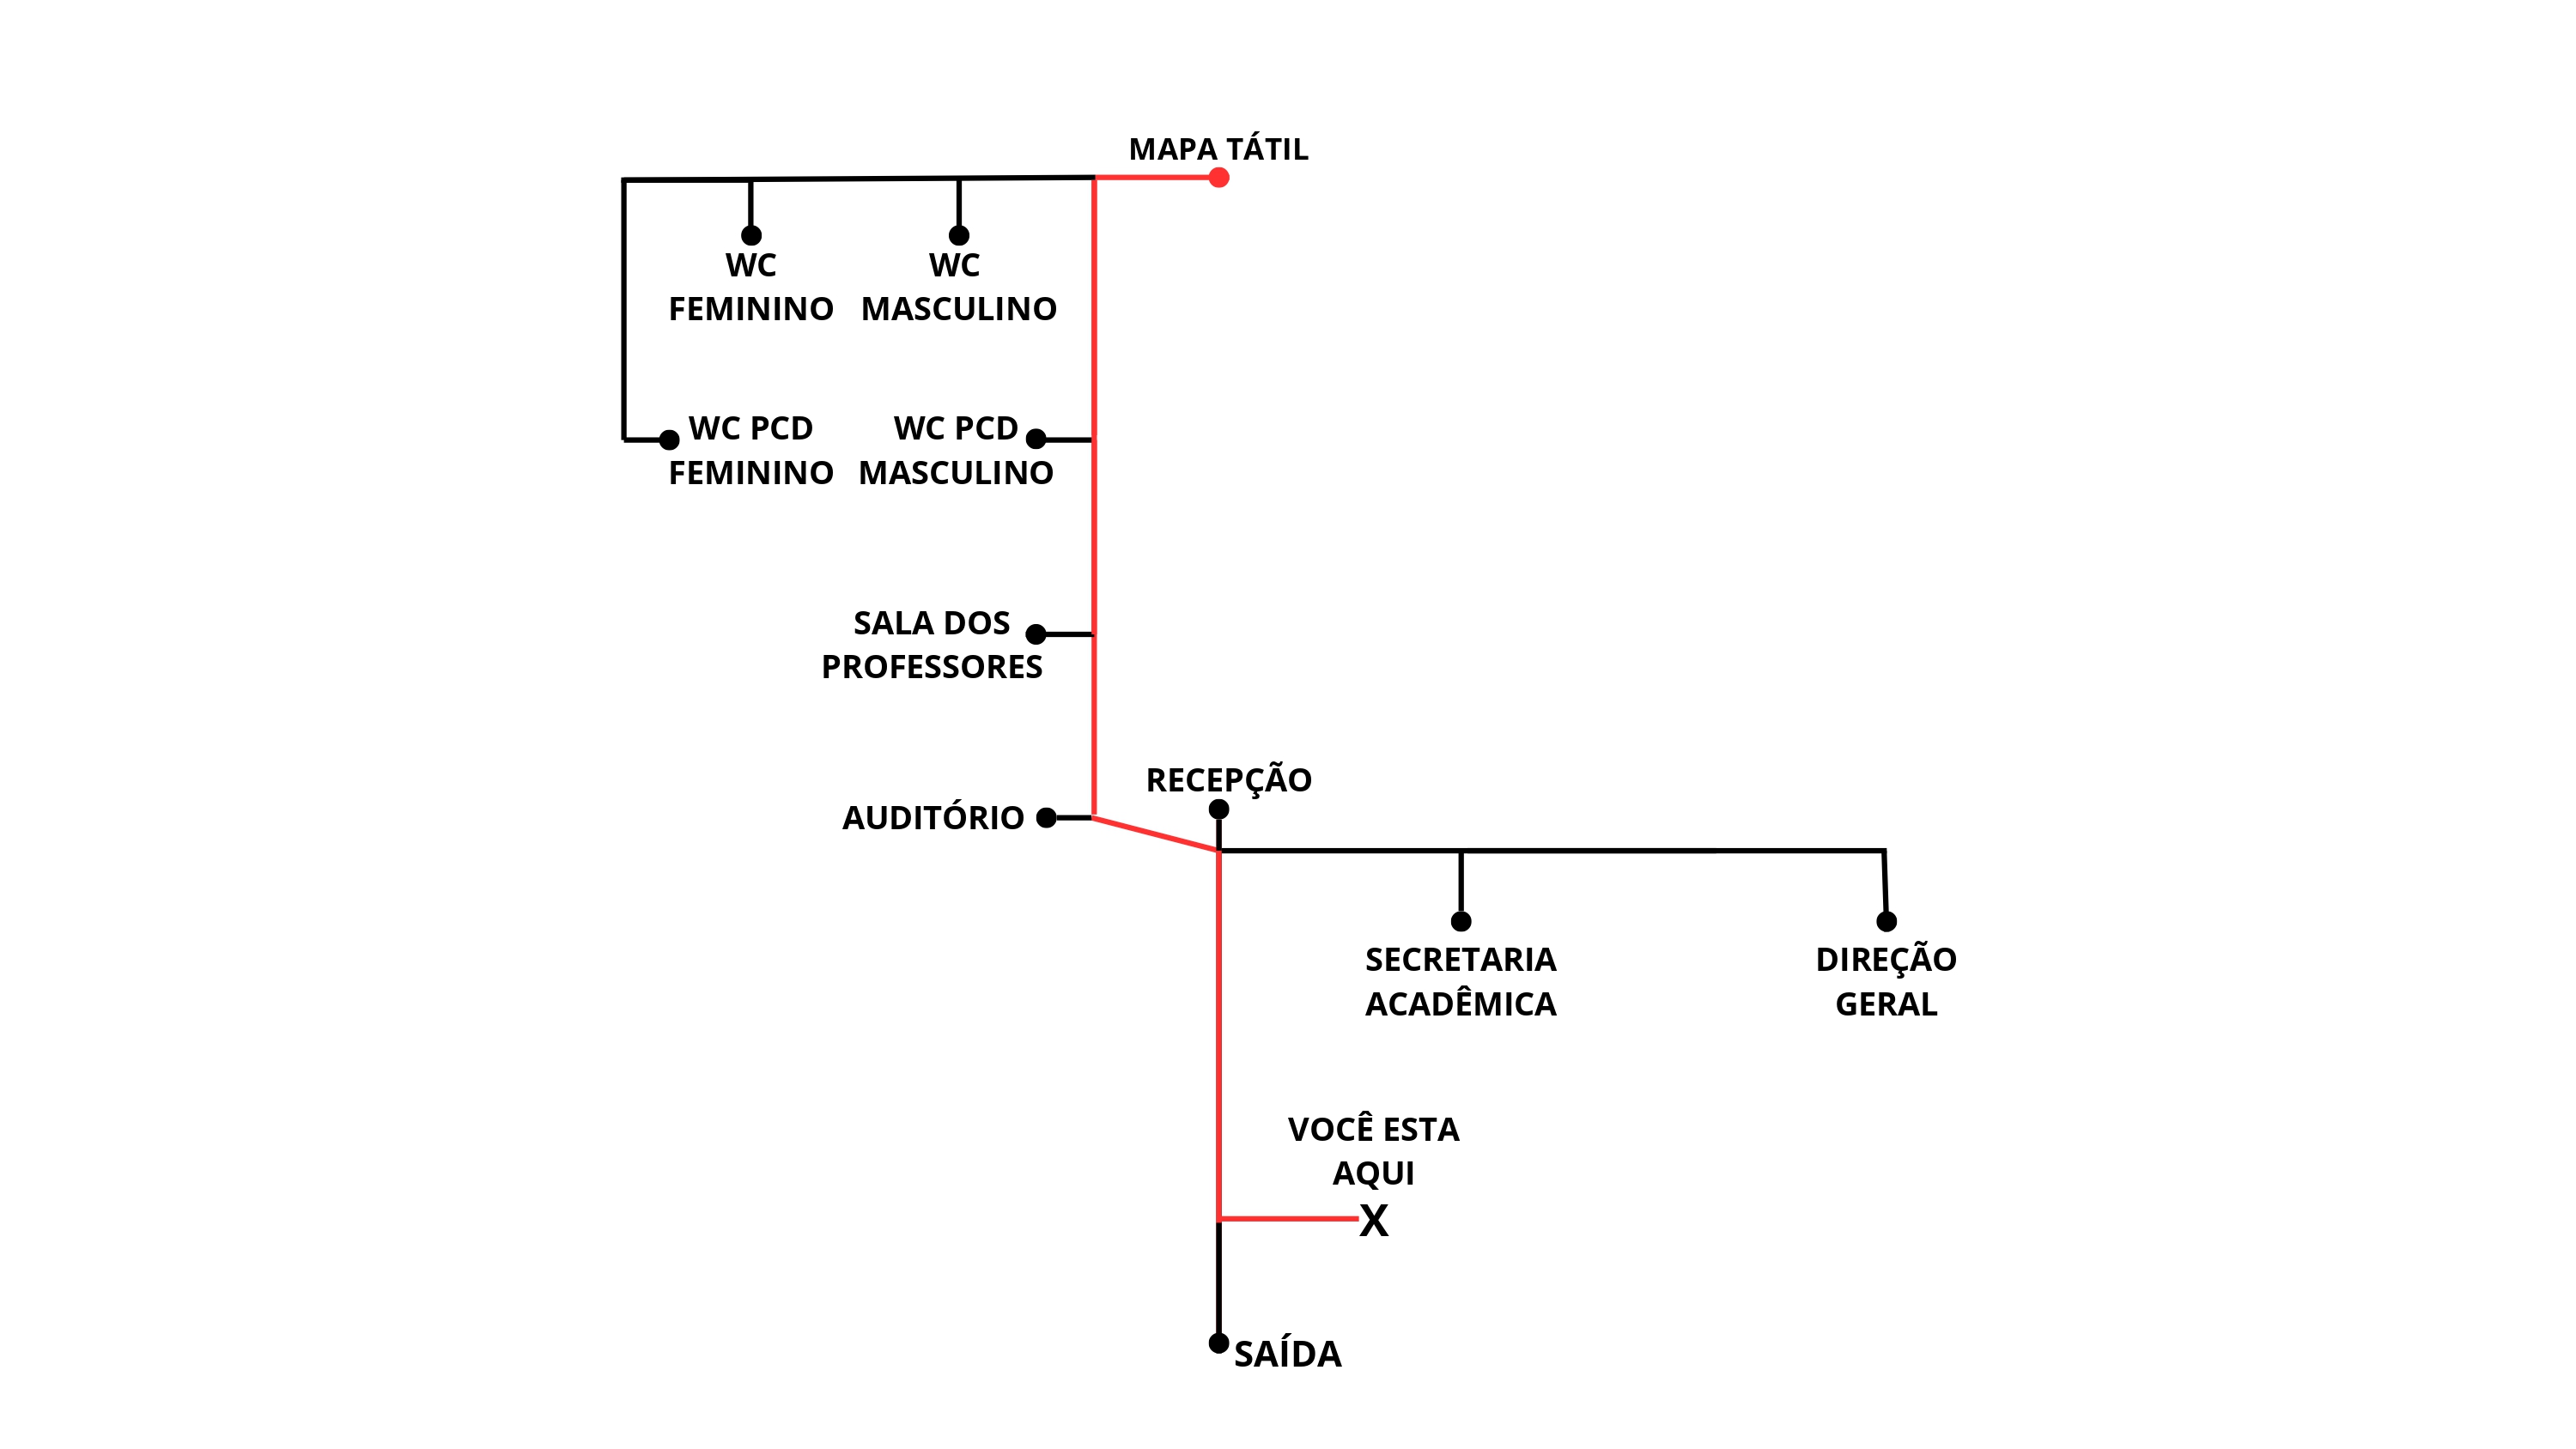 MAPA TÁTIL
WC
FEMININO
WC
MASCULINO
WC PCD
FEMININO
WC PCD
MASCULINO
SALA DOS
PROFESSORES
RECEPÇÃO
AUDITÓRIO
SECRETARIA
ACADÊMICA
DIREÇÃO
GERAL
VOCÊ ESTA
AQUI
X
SAÍDA